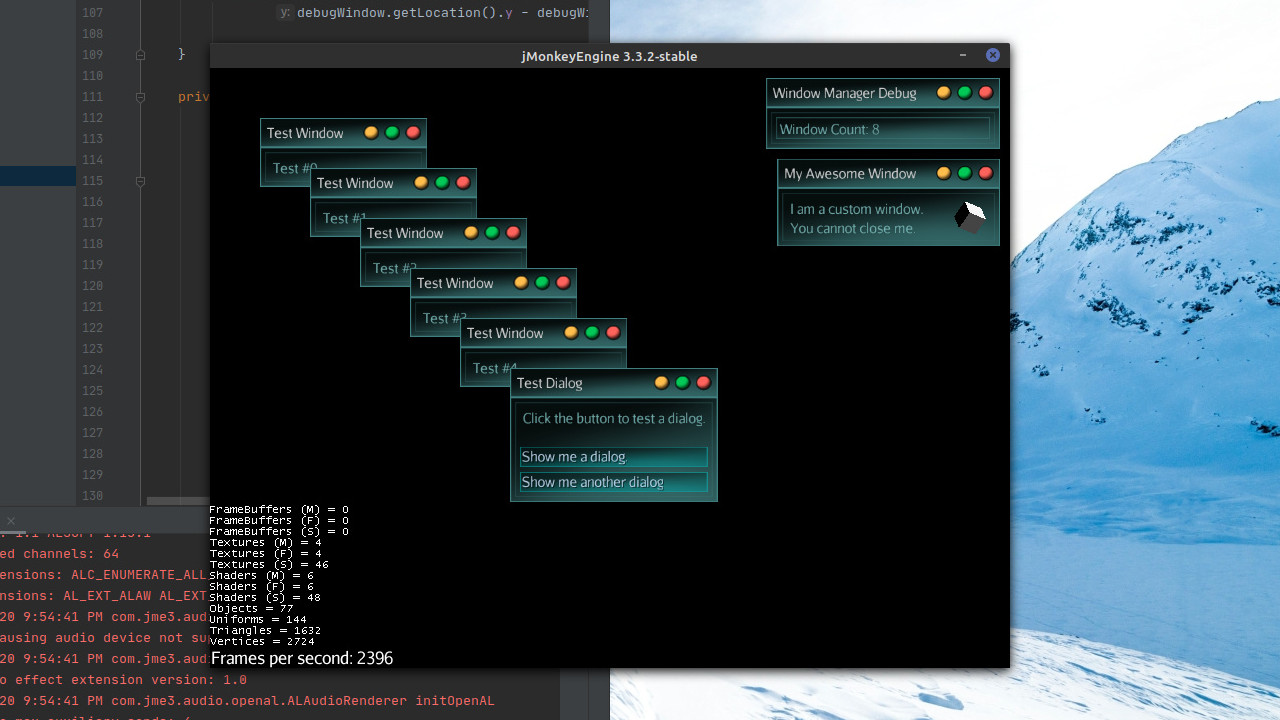 107
y: debugWindow.getLocation().y - debugWi
108
109
}
110
111
priv
112
113
114
115
116
117
118
119
120
121
122
123
124
125
126
127
128
129
130
jMonkeyEngine 3.3.2-stable
Window Manager Debug
Window Count: 8
My Awesome Window
I am a custom window.
You cannot close me.
Test Window
Test #0
Test Window
Test #1
Test Window
Test #2
Test Window
Test #3
Test Window
Test #4
Test Dialog
Click the button to test a dialog.
Show me a dialog.
Show me another dialog
FrameBuffers (M) = 0
FrameBuffers (F) = 0
FrameBuffers (S) = 0
Textures (M) = 4
Textures (F) = 4
Textures (S) = 46
Shaders (M) = 6
Shaders (F) = 6
Shaders (S) = 48
Objects = 77
Uniforms = 144
Triangles = 1632
Vertices = 2724
Frames per second: 2396
ed channels: 64
ensions: ALC_ENUMERATE_ALL
nsions: AL_EXT_ALAW AL_EXT
20 9:54:41 PM com.jme3.aud
ausing audio device not su
20 9:54:41 PM com.jme3.aud
o effect extension version: 1.0
20 9:54:41 PM com.jme3.audio.openal.ALAudioRenderer initOpenAL